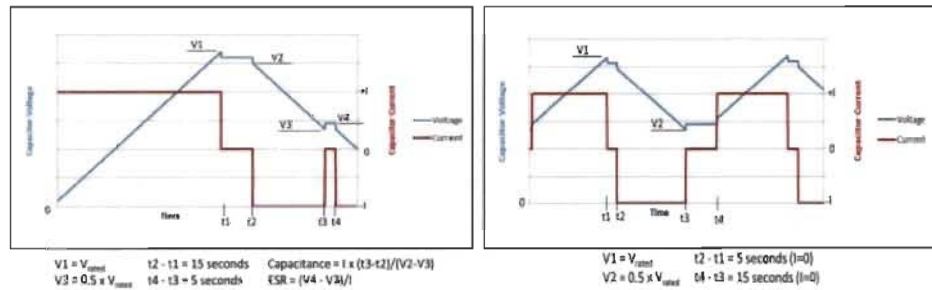 V1
V2
V3
V4
Capacitor Voltage
Capacitor Current
+I
0
-I
Voltage
Current
0
t1
t2
t3
t4
V1 = Vrated
t2 - t1 = 15 seconds
Capacitance = I x (t3-t2)/(V2-V3)
V3 = 0.5 x Vrated
t4 - t3 = 5 seconds
ESR = (V4 - V3)/I
V1
V2
Capacitor Voltage
Capacitor Current
+I
0
-I
Voltage
Current
0
t1
t2
Time
t3
t4
V1 = Vrated
t2 - t1 = 5 seconds (I=0)
V2 = 0.5 x Vrated
t4 - t3 = 15 seconds (I=0)